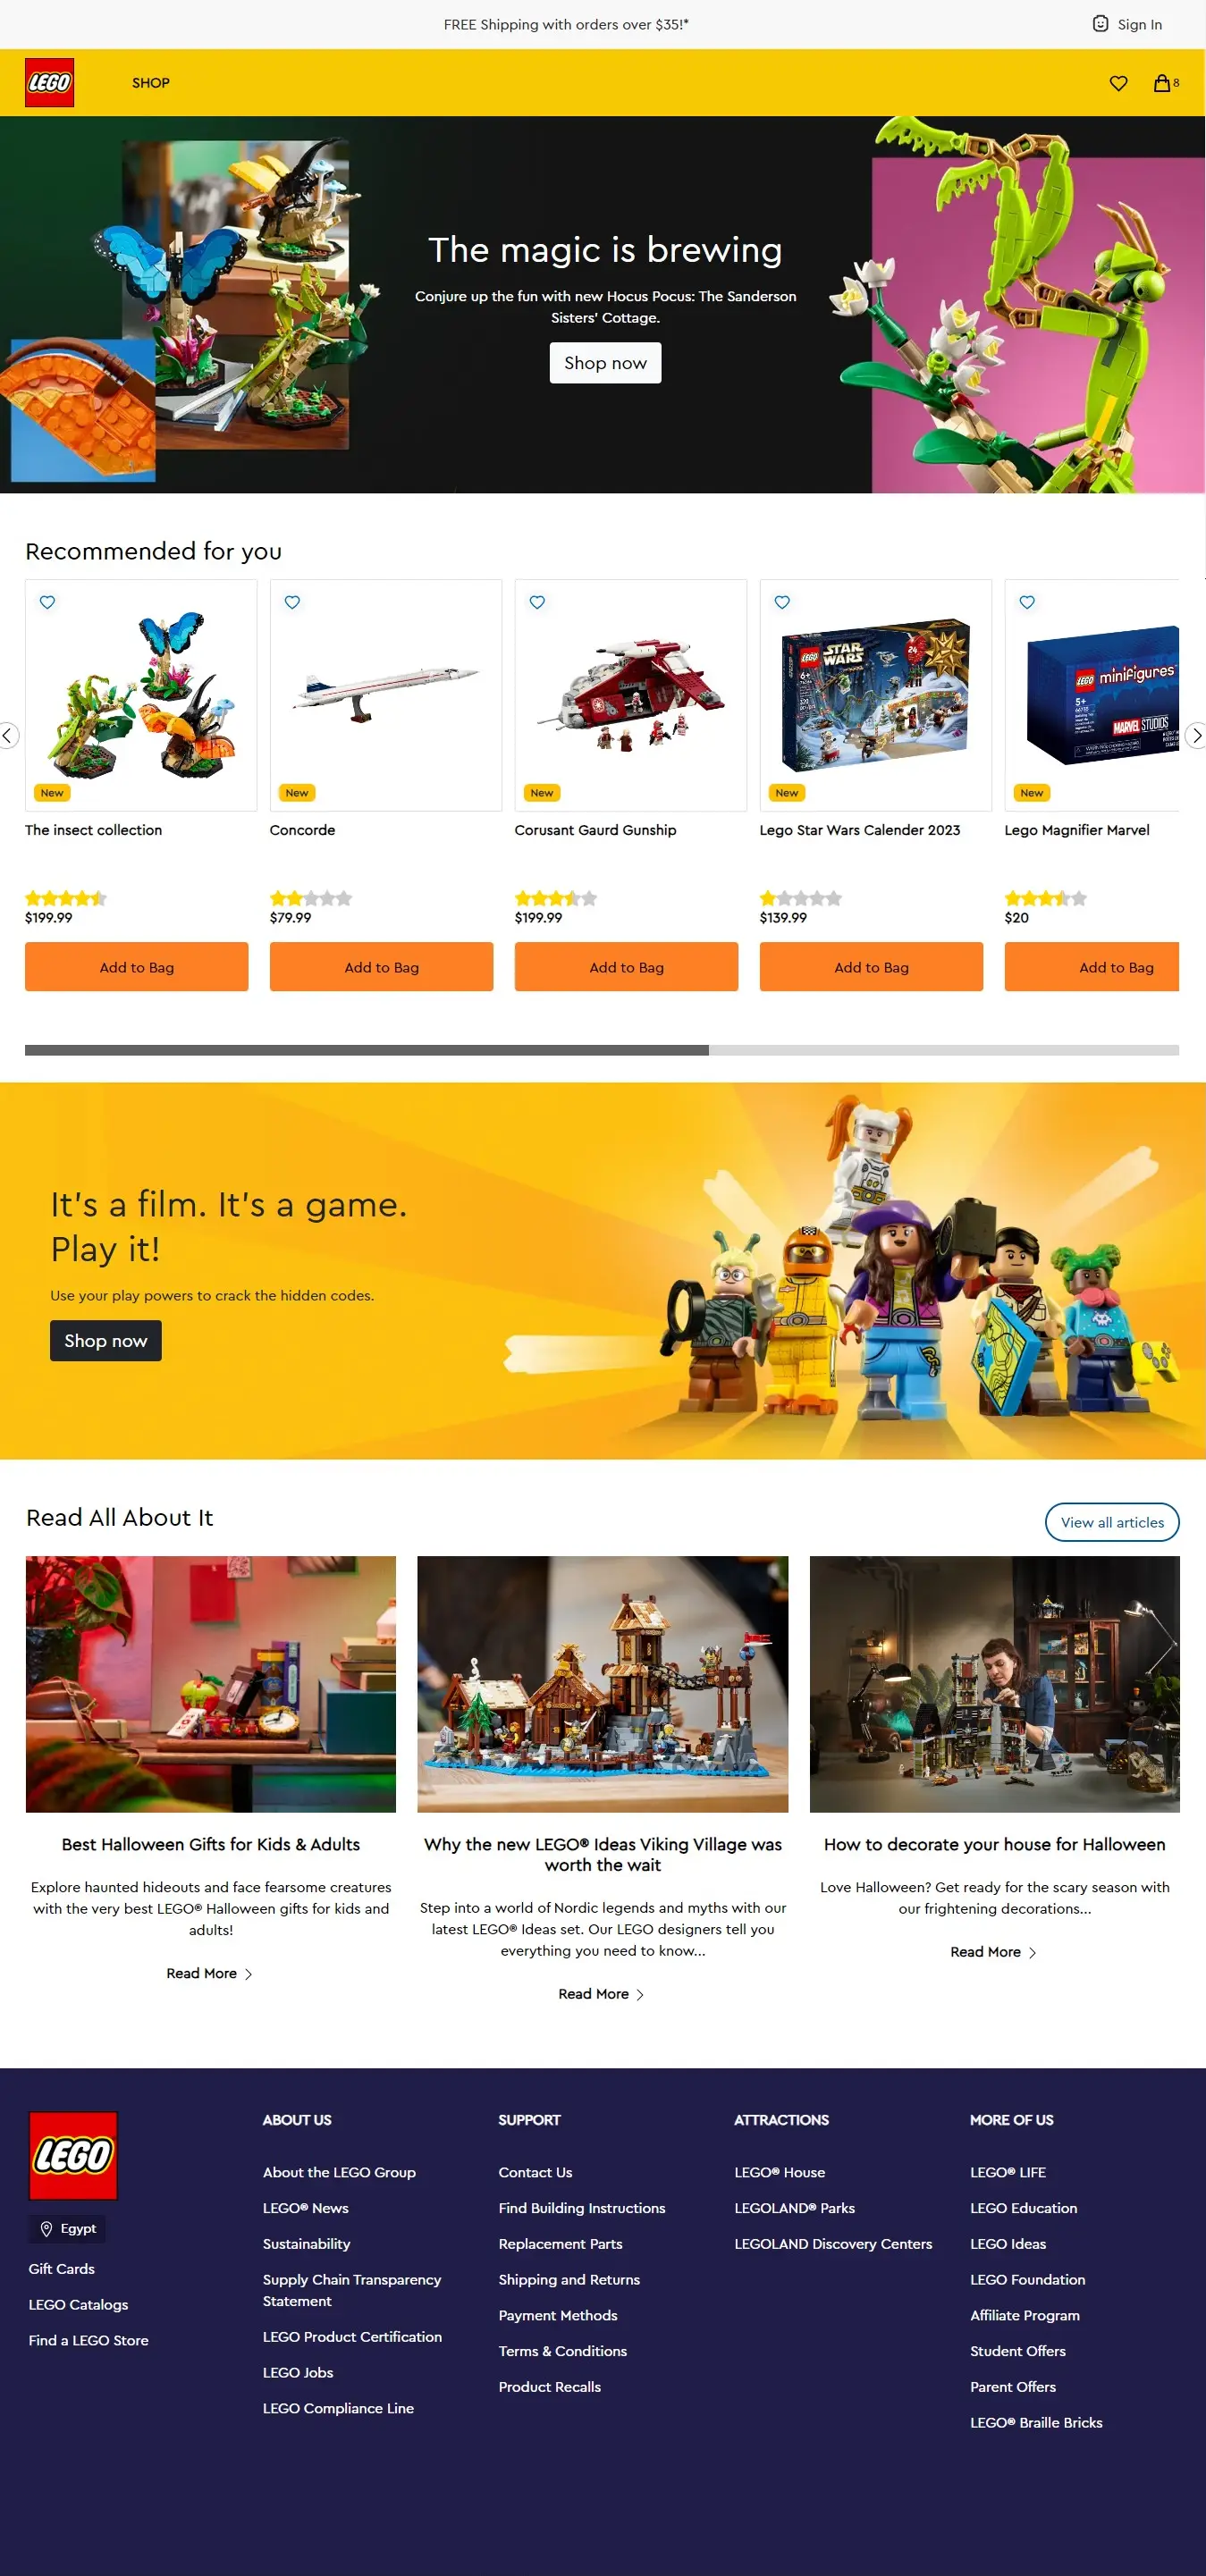 FREE Shipping with orders over $35!*
Sign In
LEGO
SHOP
8
The magic is brewing
Conjure up the fun with new Hocus Pocus: The Sanderson
Sisters' Cottage.
Shop now
Recommended for you
LEGO STAR WARS
24
6+
LEGO minifigures
5+
MARVEL STUDIOS
New
New
New
New
New
The insect collection
Concorde
Corusant Gaurd Gunship
Lego Star Wars Calender 2023
Lego Magnifier Marvel
$199.99
$79.99
$199.99
$139.99
$20
Add to Bag
Add to Bag
Add to Bag
Add to Bag
Add to Bag
It's a film. It's a game.
Play it!
Use your play powers to crack the hidden codes.
Shop now
Read All About It
View all articles
Best Halloween Gifts for Kids & Adults
Explore haunted hideouts and face fearsome creatures
with the very best LEGO® Halloween gifts for kids and
adults!
Read More
Why the new LEGO® Ideas Viking Village was
worth the wait
Step into a world of Nordic legends and myths with our
latest LEGO® Ideas set. Our LEGO designers tell you
everything you need to know...
Read More
How to decorate your house for Halloween
Love Halloween? Get ready for the scary season with
our frightening decorations...
Read More
LEGO
Egypt
Gift Cards
LEGO Catalogs
Find a LEGO Store
ABOUT US
About the LEGO Group
LEGO® News
Sustainability
Supply Chain Transparency
Statement
LEGO Product Certification
LEGO Jobs
LEGO Compliance Line
SUPPORT
Contact Us
Find Building Instructions
Replacement Parts
Shipping and Returns
Payment Methods
Terms & Conditions
Product Recalls
ATTRACTIONS
LEGO® House
LEGOLAND® Parks
LEGOLAND Discovery Centers
MORE OF US
LEGO® LIFE
LEGO Education
LEGO Ideas
LEGO Foundation
Affiliate Program
Student Offers
Parent Offers
LEGO® Braille Bricks